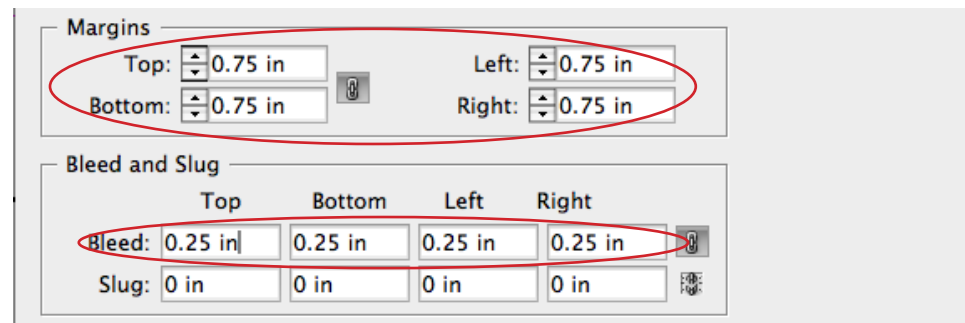 Margins
Top: 0.75 in Left: 0.75 in
Bottom: 0.75 in Right: 0.75 in
Bleed and Slug
Top Bottom Left Right
Bleed: 0.25 in 0.25 in 0.25 in 0.25 in
Slug: 0 in 0 in 0 in 0 in